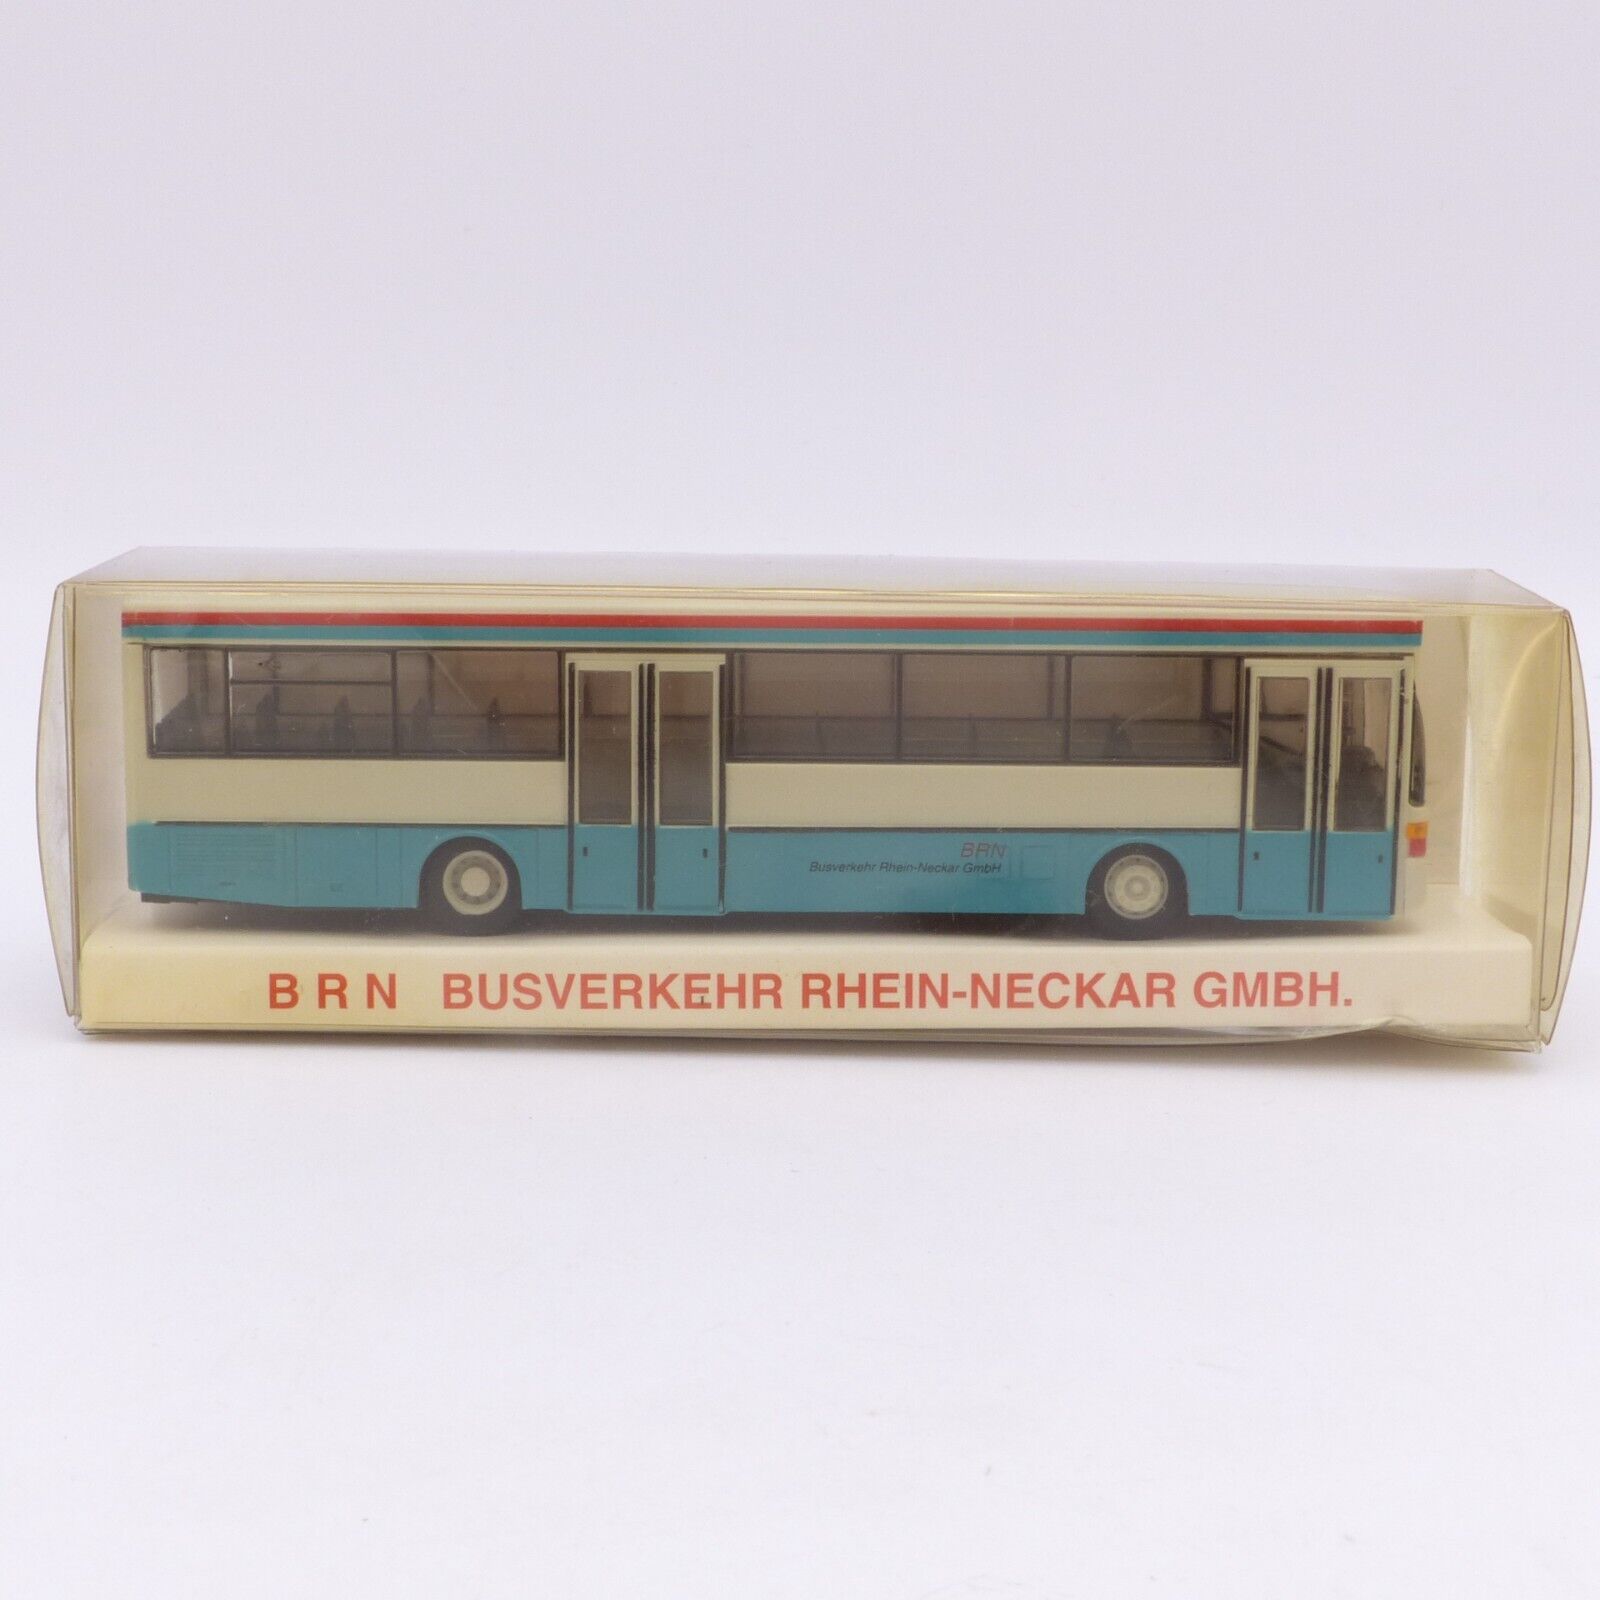 BRN
Busverkehr Rhein-Neckar GmbH
B R N BUSVERKEHR RHEIN-NECKAR GMBH.